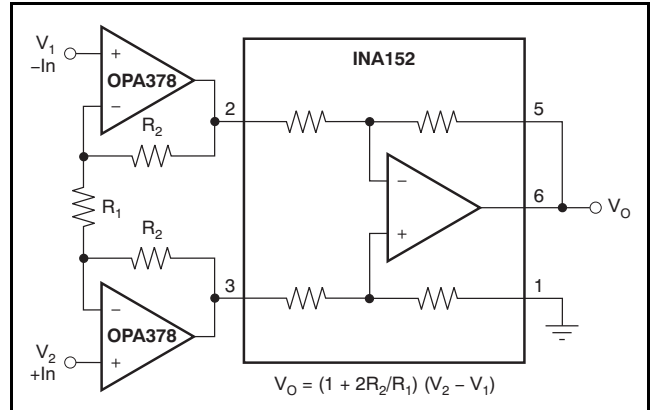 V1
–In
+
OPA378
–
R2
R1
R2
–
OPA378
+
V2
+In
INA152
2
5
–
+
6
VO
3
1
VO = (1 + 2R2/R1) (V2 – V1)